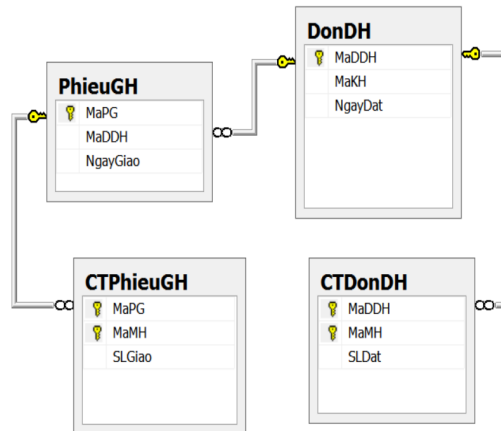 PhieuGH
MaPG
MaDDH
NgayGiao
DonDH
MaDDH
MaKH
NgayDat
CTPhieuGH
MaPG
MaMH
SLGiao
CTDonDH
MaDDH
MaMH
SLDat